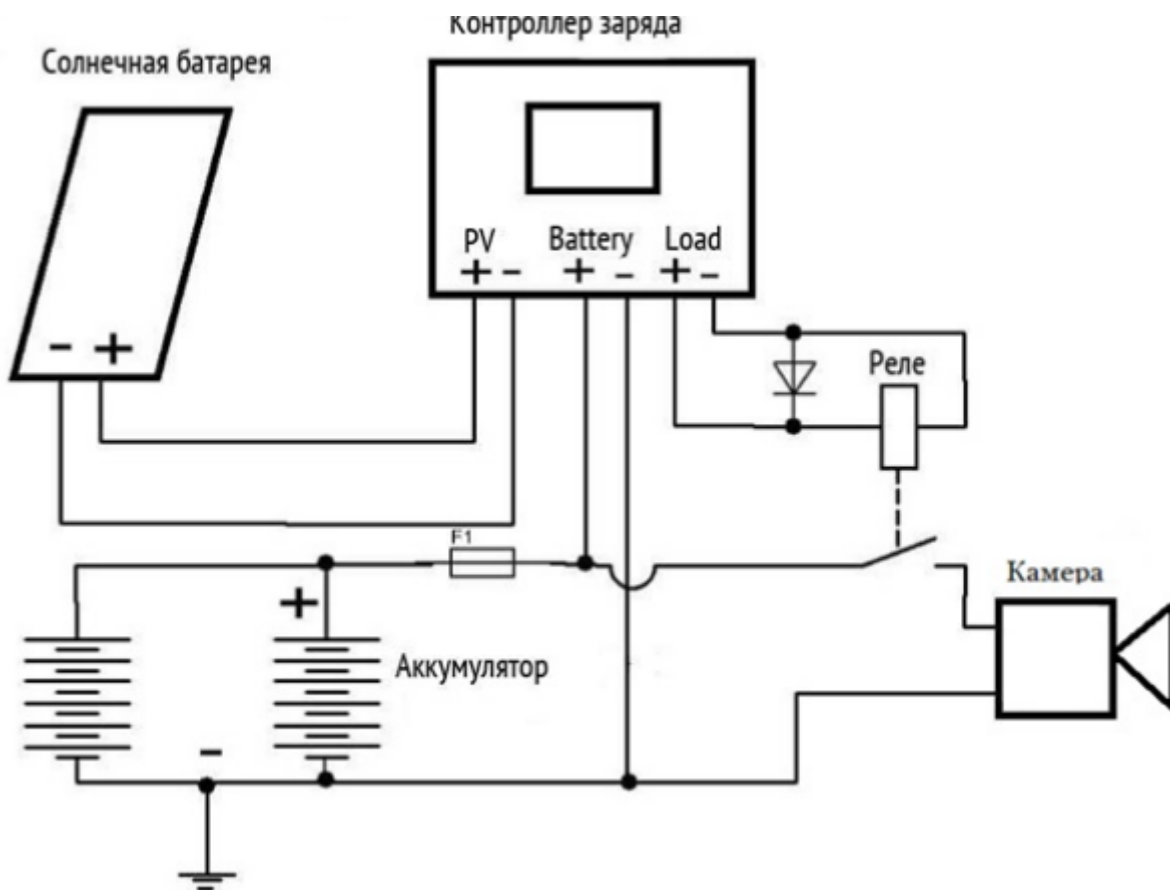 Контроллер заряда
Солнечная батарея
PV Battery Load
+ - + - + -
- +
Реле
F1
Камера
+
Аккумулятор
-